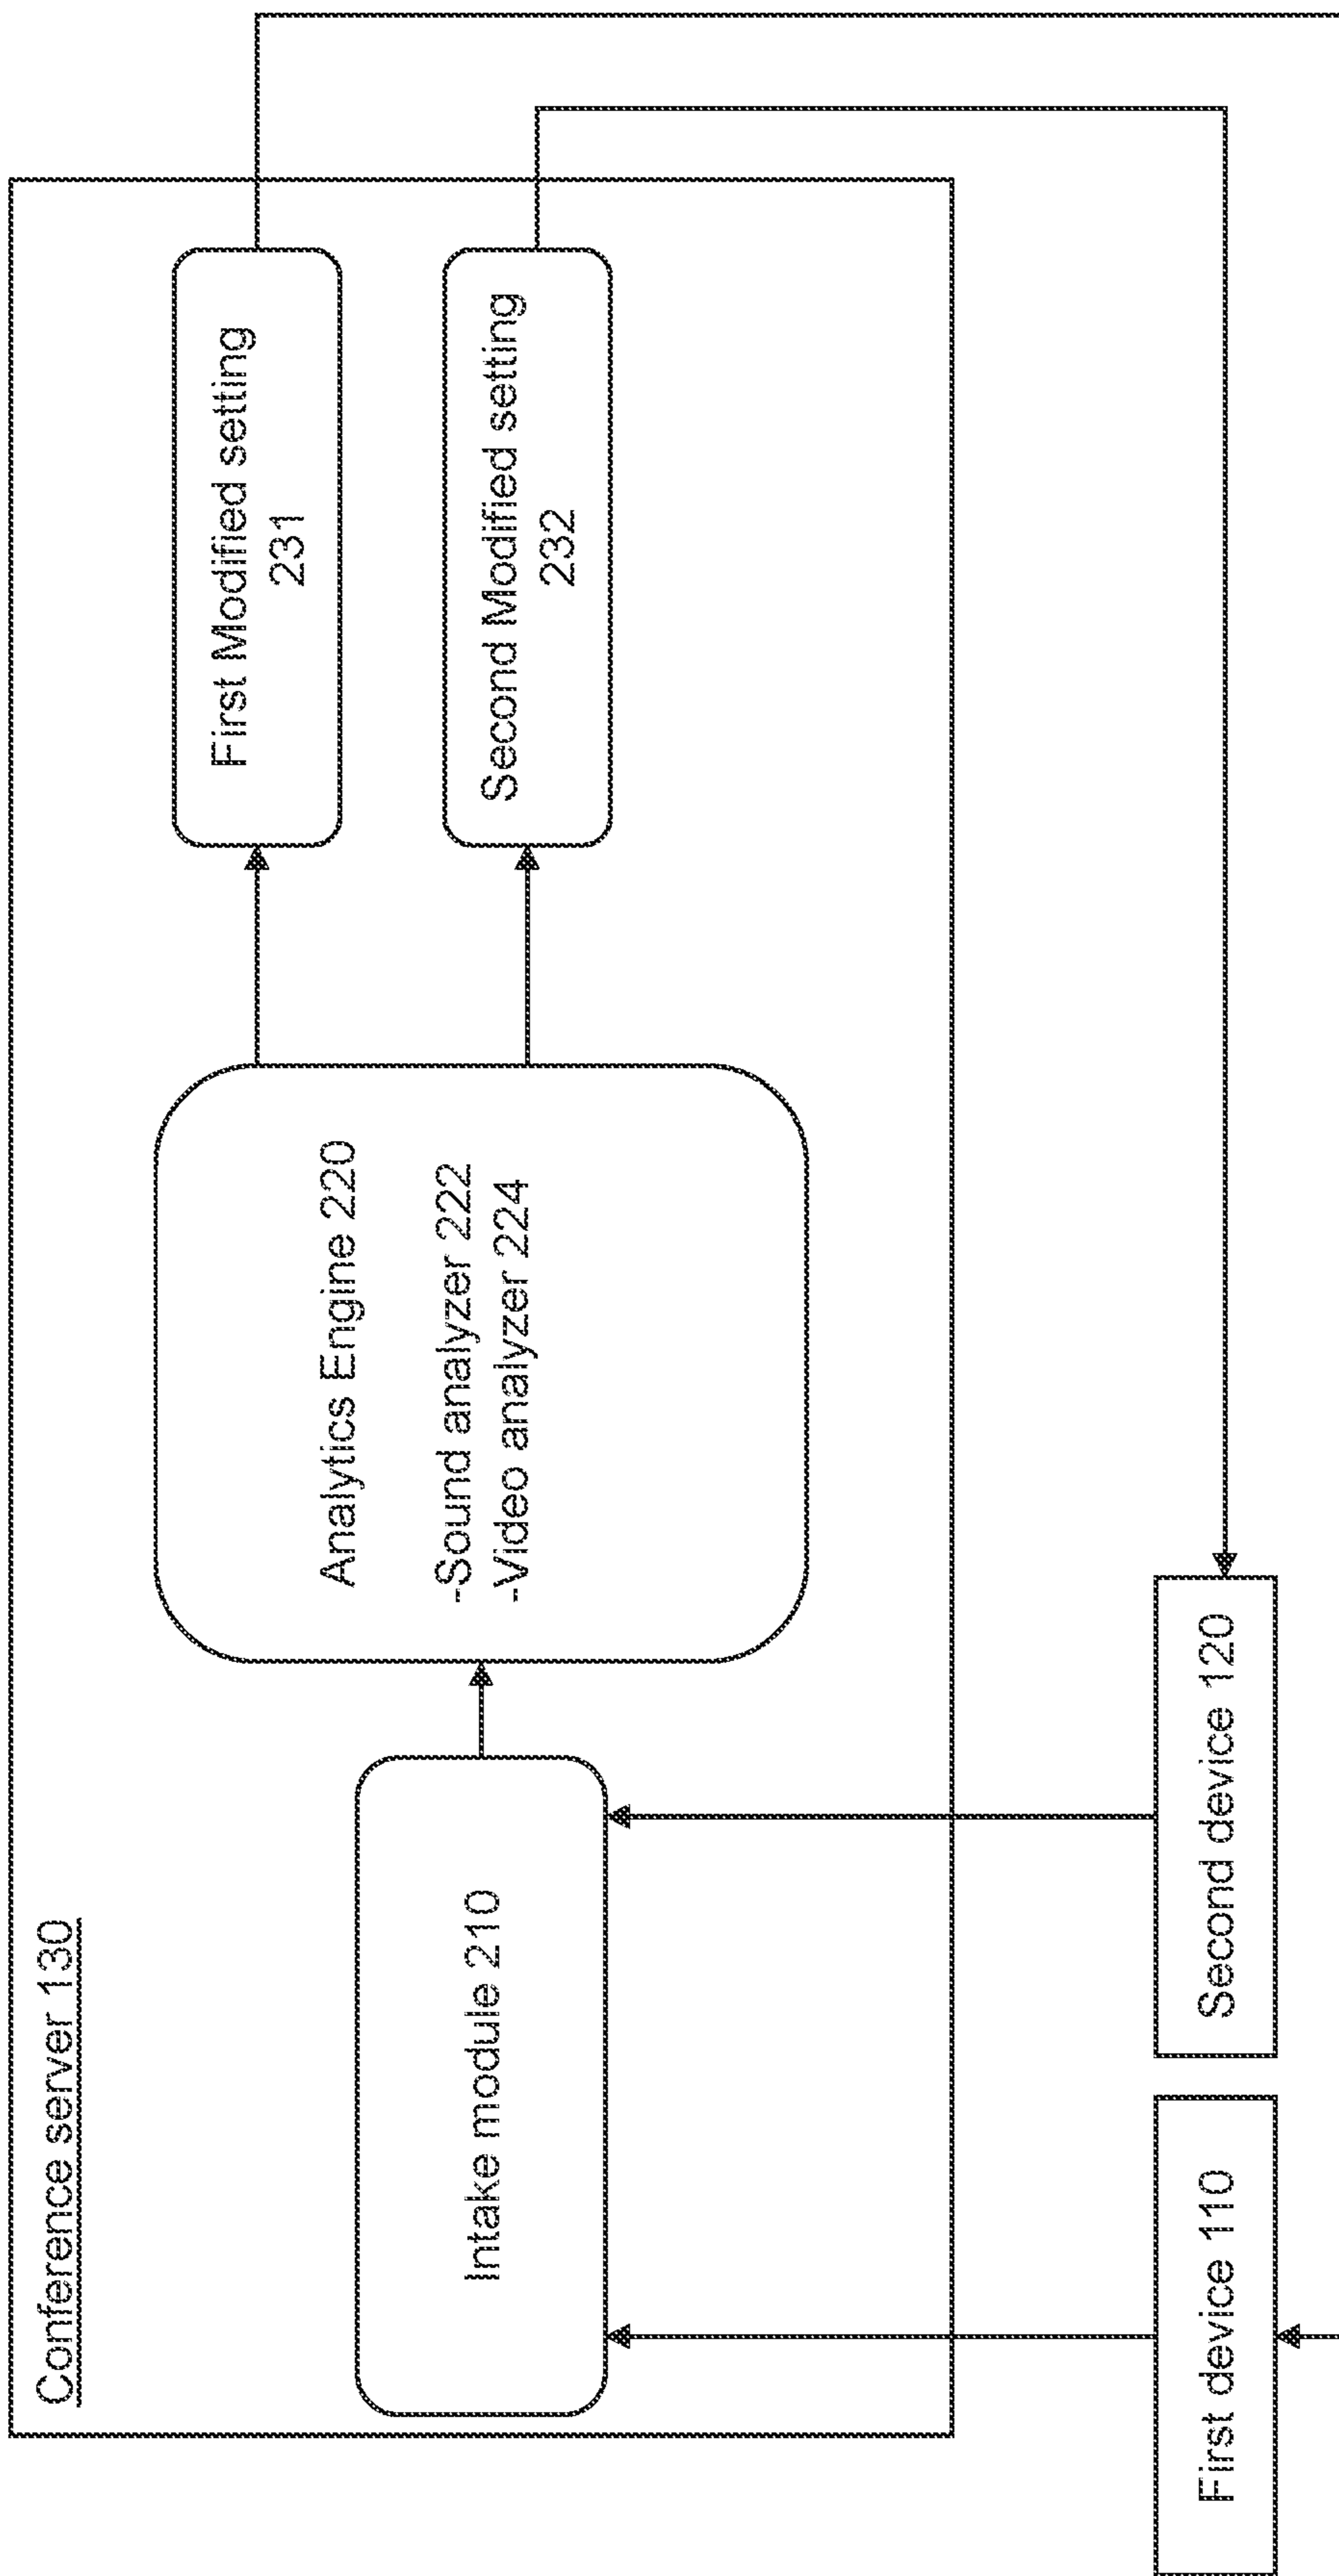 Conference server 130
Intake module 210
Analytics Engine 220
-Sound analyzer 222
-Video analyzer 224
First Modified setting
231
Second Modified setting
232
First device 110
Second device 120